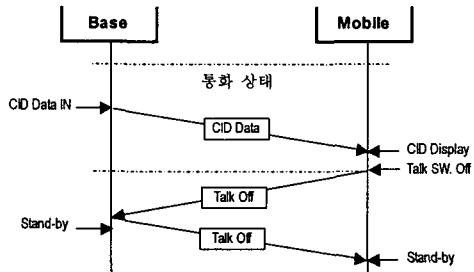 Base
Mobile
통화 상태
CID Data IN
CID Data
CID Display
Talk SW. Off
Talk Off
Stand-by
Talk Off
Stand-by